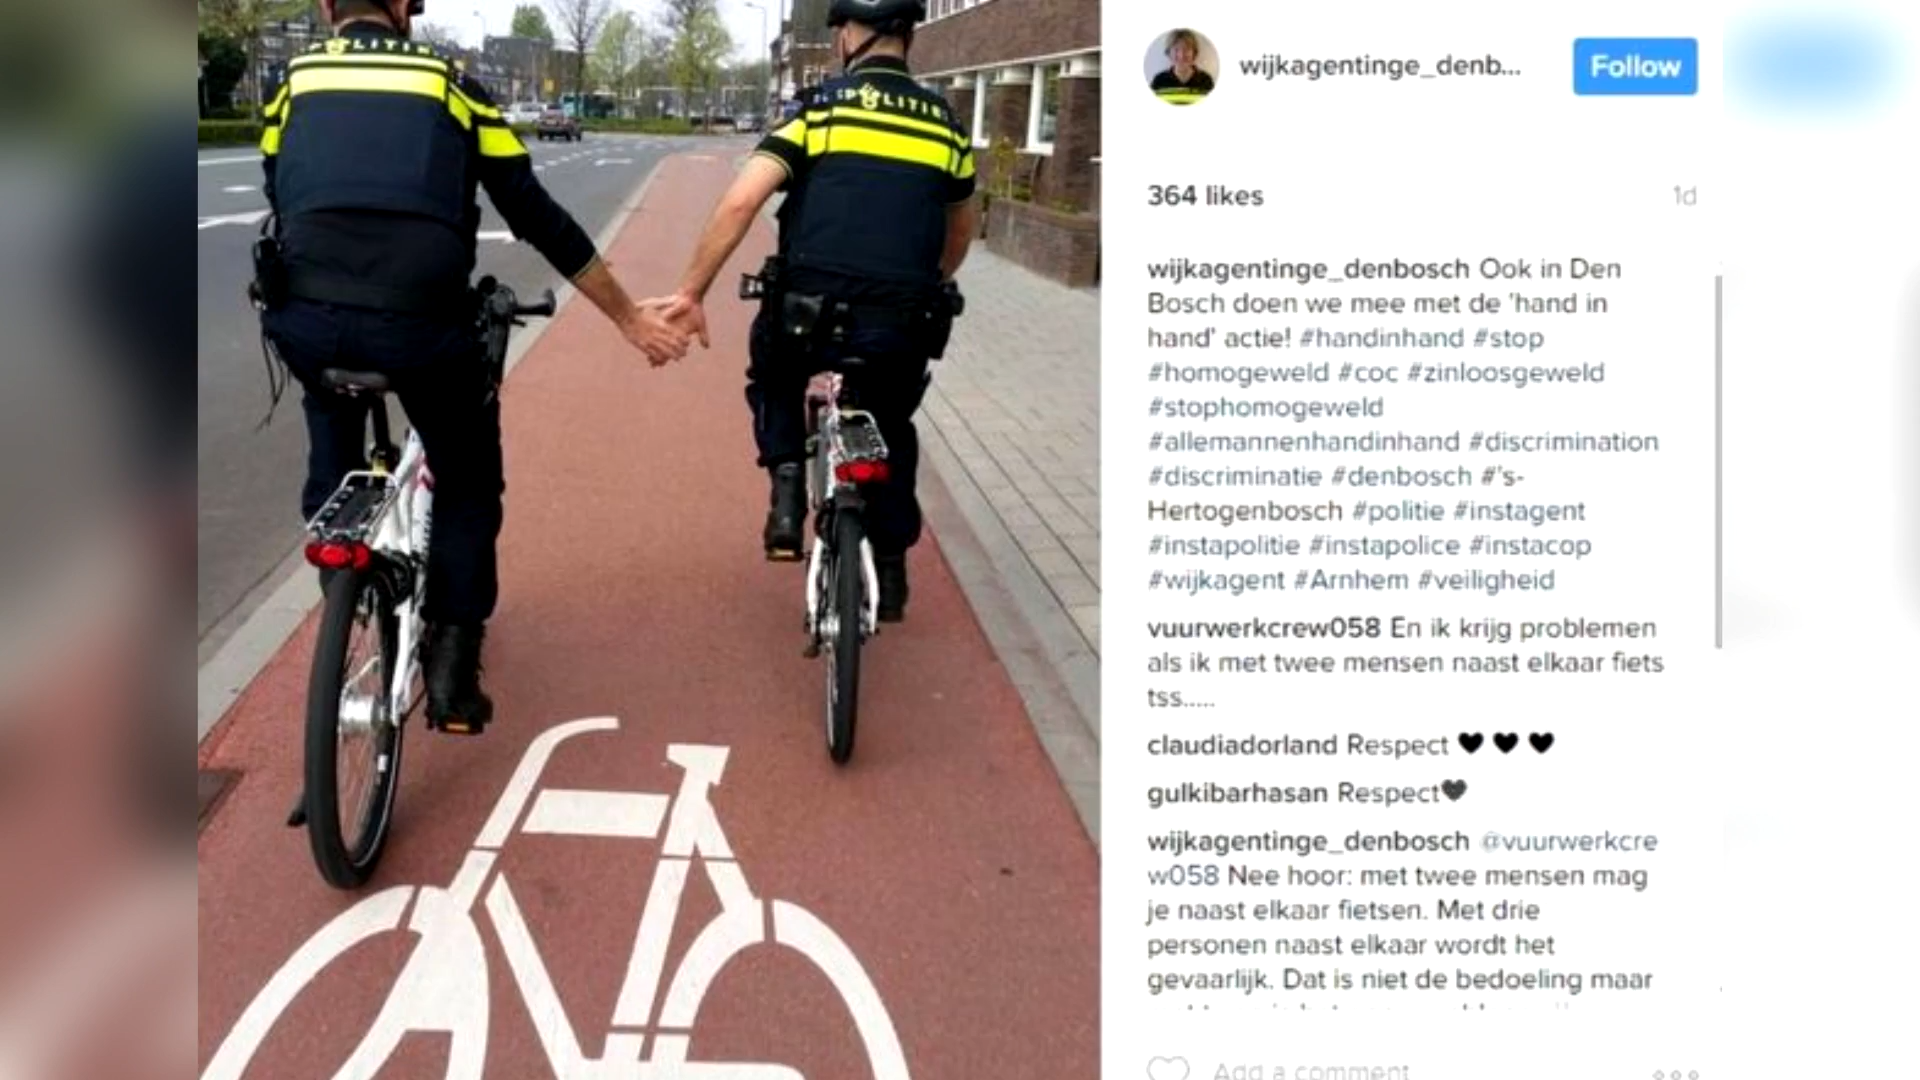 POLITIE
POLITIE
wijkagentinge_denb...
Follow
364 likes
1d
wijkagentinge_denbosch Ook in Den
Bosch doen we mee met de 'hand in
hand' actie! #handinhand #stop
#homogeweld #coc #zinloosgeweld
#stophomogeweld
#allemannenhandinhand #discrimination
#discriminatie #denbosch #'s-
Hertogenbosch #politie #instagent
#instapolitie #instapolice #instacop
#wijkagent #Arnhem #veiligheid
vuurwerkcrew058 En ik krijg problemen
als ik met twee mensen naast elkaar fiets
tss.....
claudiadorland Respect 🖤 🖤 🖤
gulkibarhasan Respect🖤
wijkagentinge_denbosch @vuurwerkcre
w058 Nee hoor: met twee mensen mag
je naast elkaar fietsen. Met drie
personen naast elkaar wordt het
gevaarlijk. Dat is niet de bedoeling maar
Add a comment